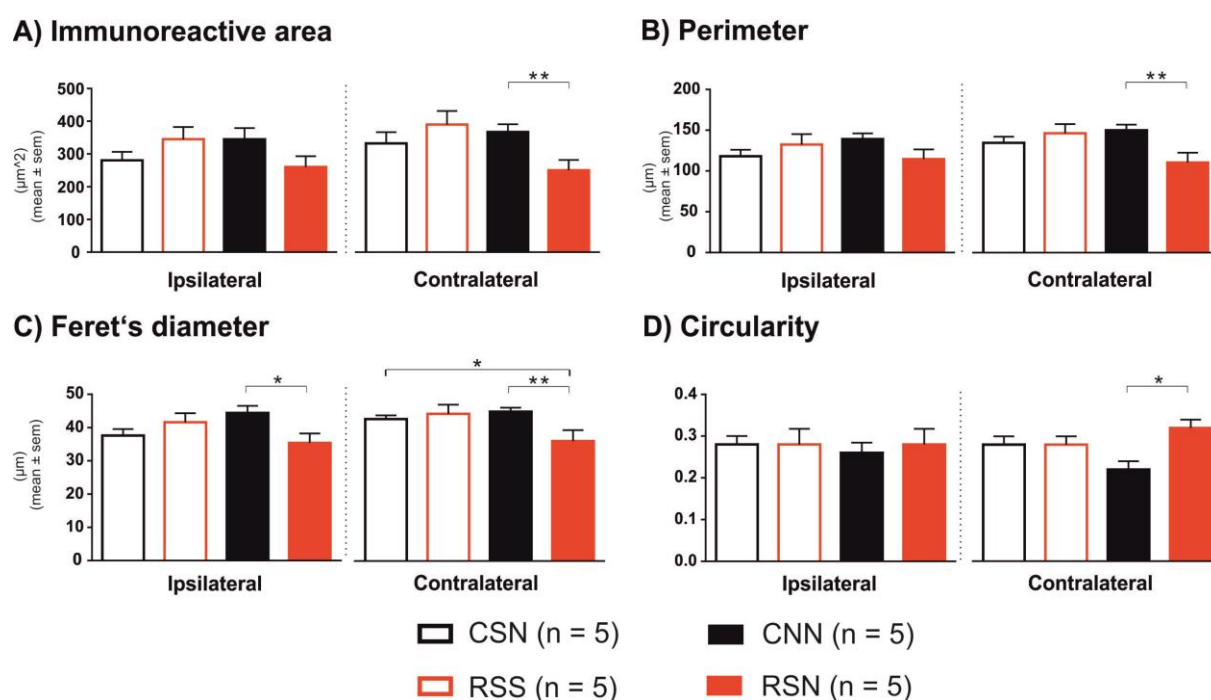 A) Immunoreactive area
(µm^2)
(mean ± sem)
500
400
300
200
100
0
**
Ipsilateral
Contralateral
B) Perimeter
(µm)
(mean ± sem)
200
150
100
50
0
**
Ipsilateral
Contralateral
C) Feret‘s diameter
(µm)
(mean ± sem)
50
40
30
20
10
0
*
*
**
Ipsilateral
Contralateral
D) Circularity
0.4
0.3
0.2
0.1
0.0
*
Ipsilateral
Contralateral
CSN (n = 5)
CNN (n = 5)
RSS (n = 5)
RSN (n = 5)